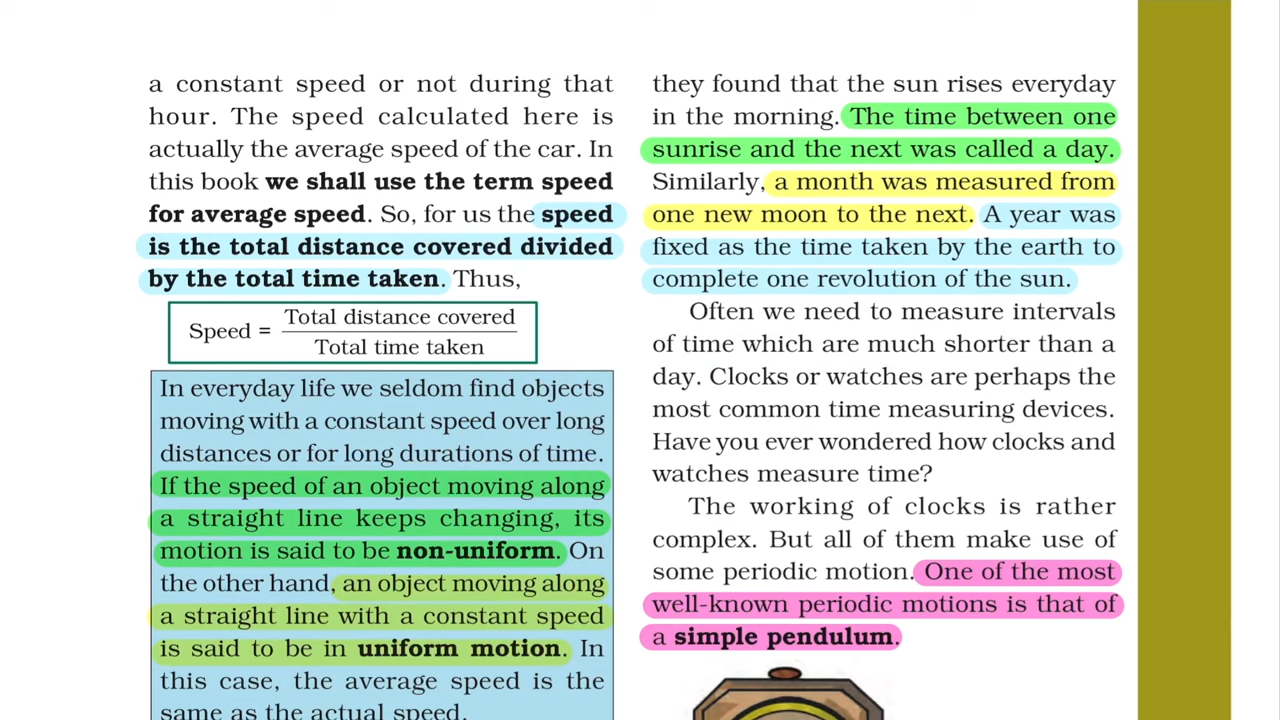 a constant speed or not during that
hour. The speed calculated here is
actually the average speed of the car. In
this book we shall use the term speed
for average speed. So, for us the speed
is the total distance covered divided
by the total time taken. Thus,
Speed = Total distance covered
Total time taken
In everyday life we seldom find objects
moving with a constant speed over long
distances or for long durations of time.
If the speed of an object moving along
a straight line keeps changing, its
motion is said to be non-uniform. On
the other hand, an object moving along
a straight line with a constant speed
is said to be in uniform motion. In
this case, the average speed is the
same as the actual speed.
they found that the sun rises everyday
in the morning. The time between one
sunrise and the next was called a day.
Similarly, a month was measured from
one new moon to the next. A year was
fixed as the time taken by the earth to
complete one revolution of the sun.
Often we need to measure intervals
of time which are much shorter than a
day. Clocks or watches are perhaps the
most common time measuring devices.
Have you ever wondered how clocks and
watches measure time?
The working of clocks is rather
complex. But all of them make use of
some periodic motion. One of the most
well-known periodic motions is that of
a simple pendulum.